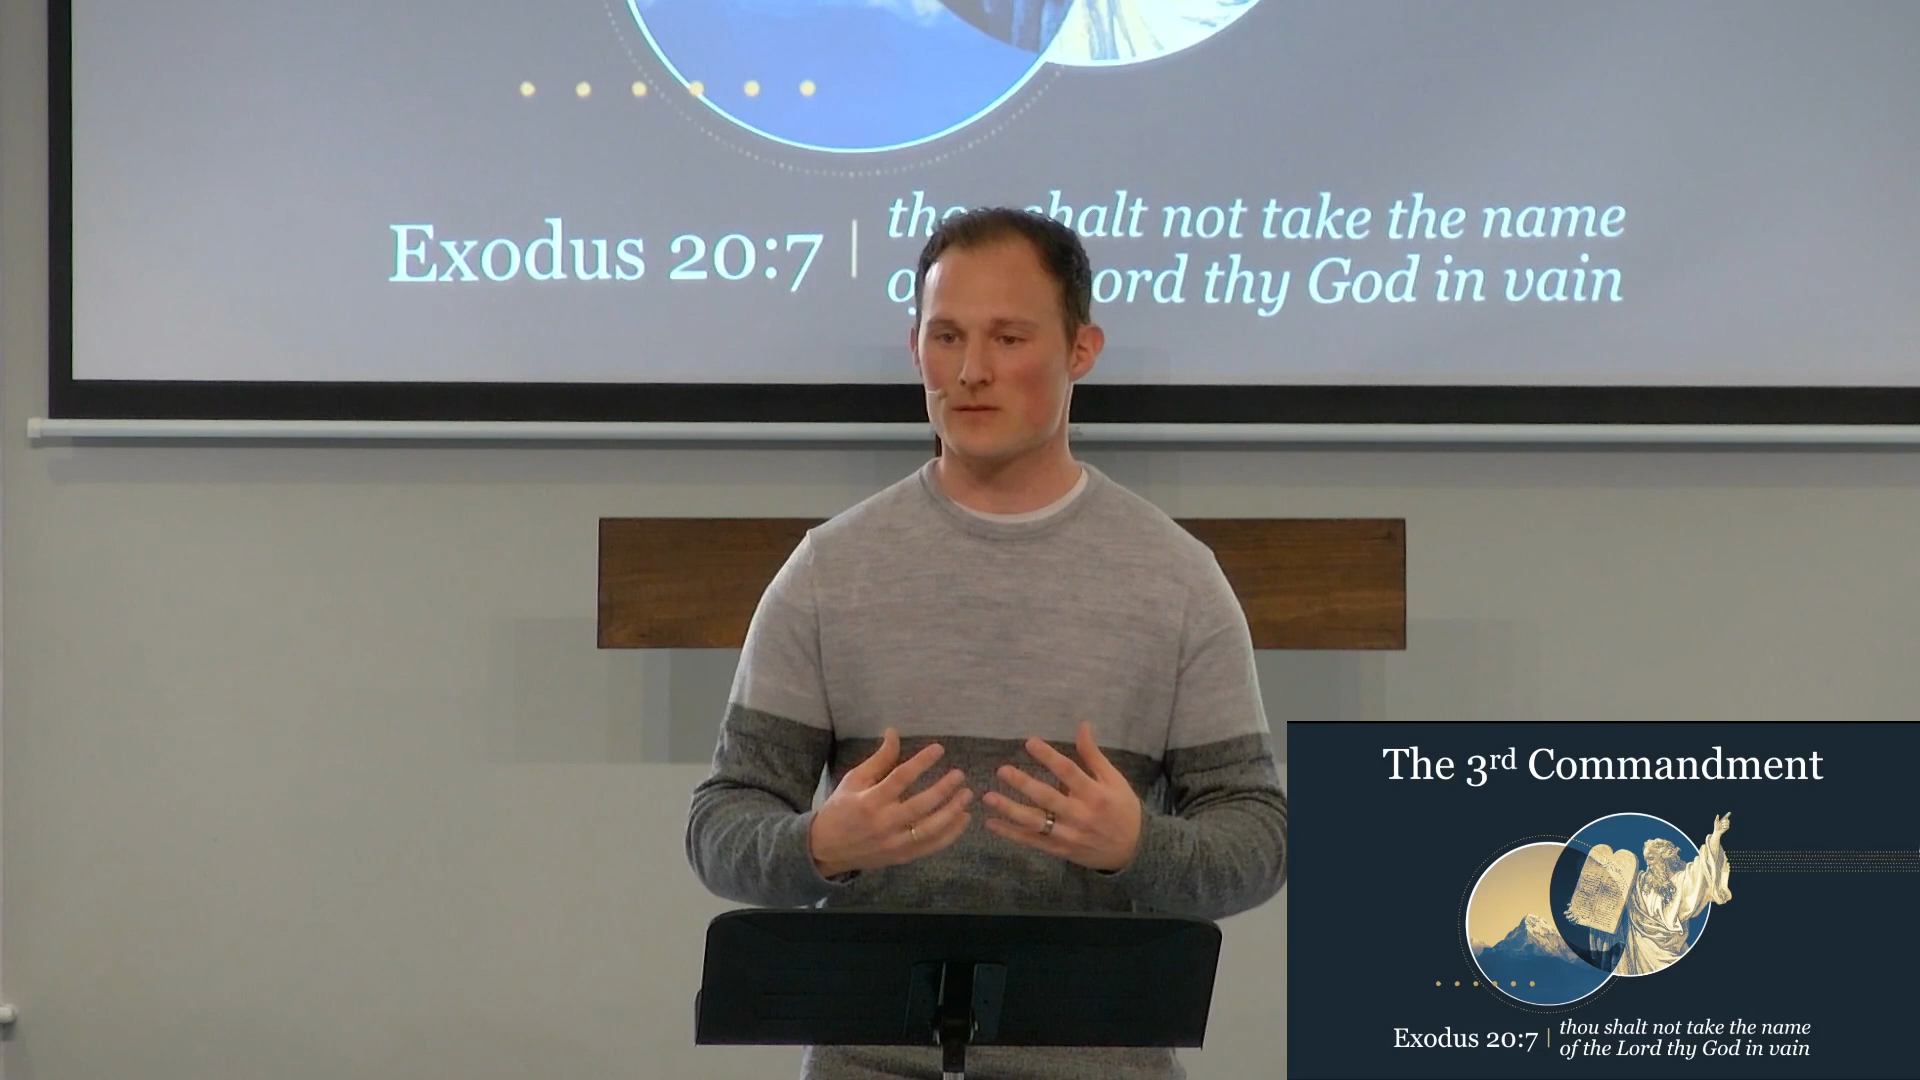 Exodus 20:7
tho shalt not take the name
o ord thy God in vain
The 3rd Commandment
Exodus 20:7
thou shalt not take the name
of the Lord thy God in vain